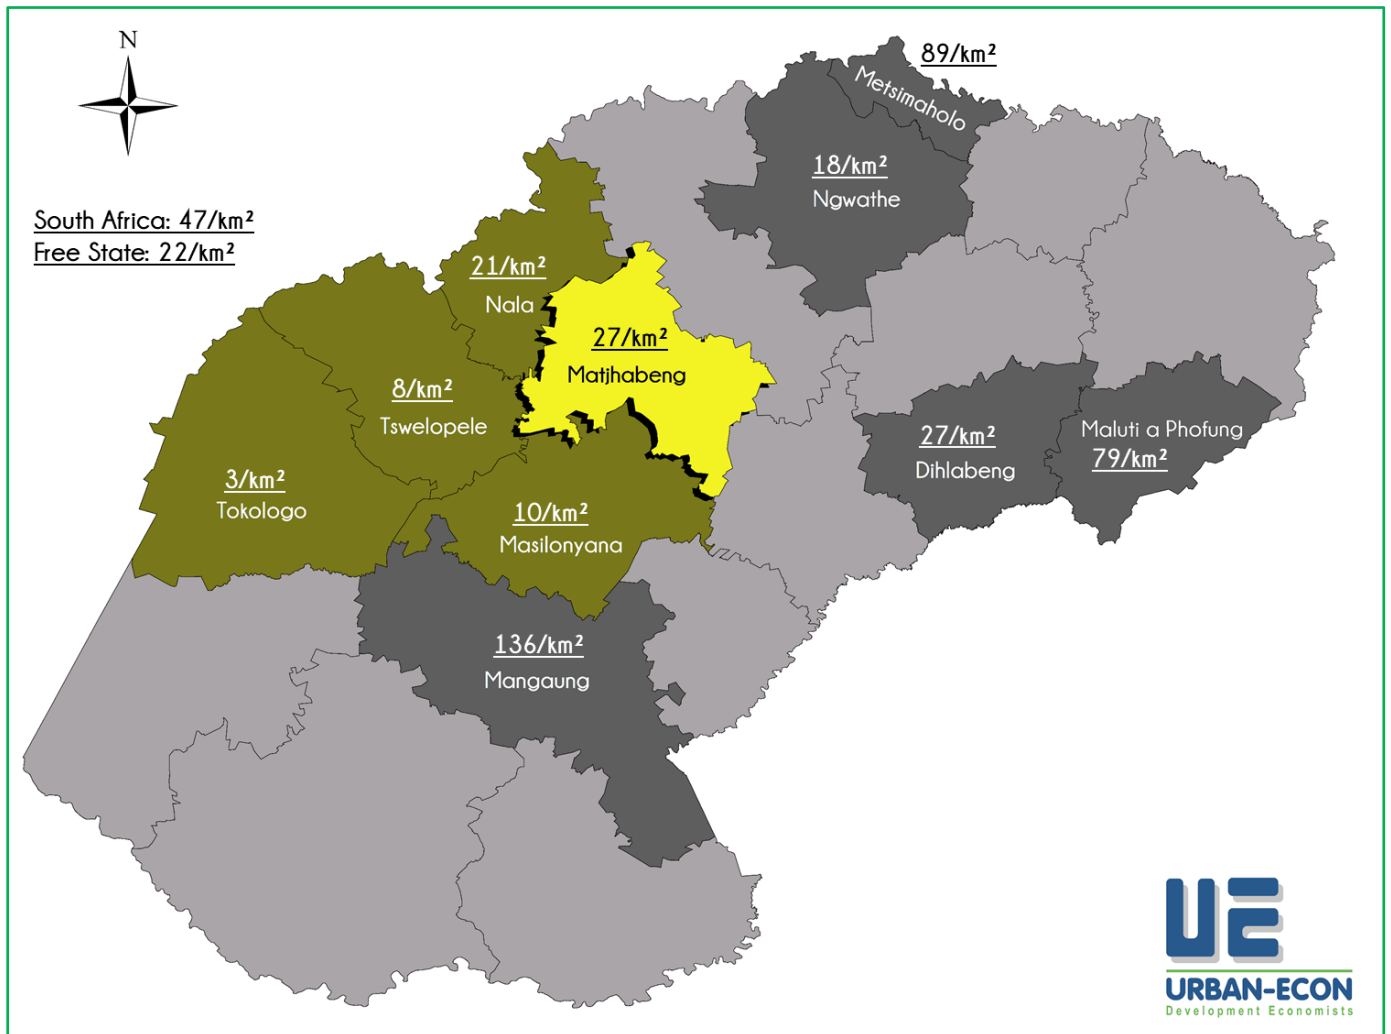 N
89/km²
Metsimaholo
18/km²
Ngwathe
South Africa: 47/km²
Free State: 22/km²
21/km²
Nala
27/km²
Matjhabeng
8/km²
Tswelopele
27/km²
Dihlabeng
Maluti a Phofung
79/km²
3/km²
Tokologo
10/km²
Masilonyana
136/km²
Mangaung
UE
URBAN-ECON
Development Economists